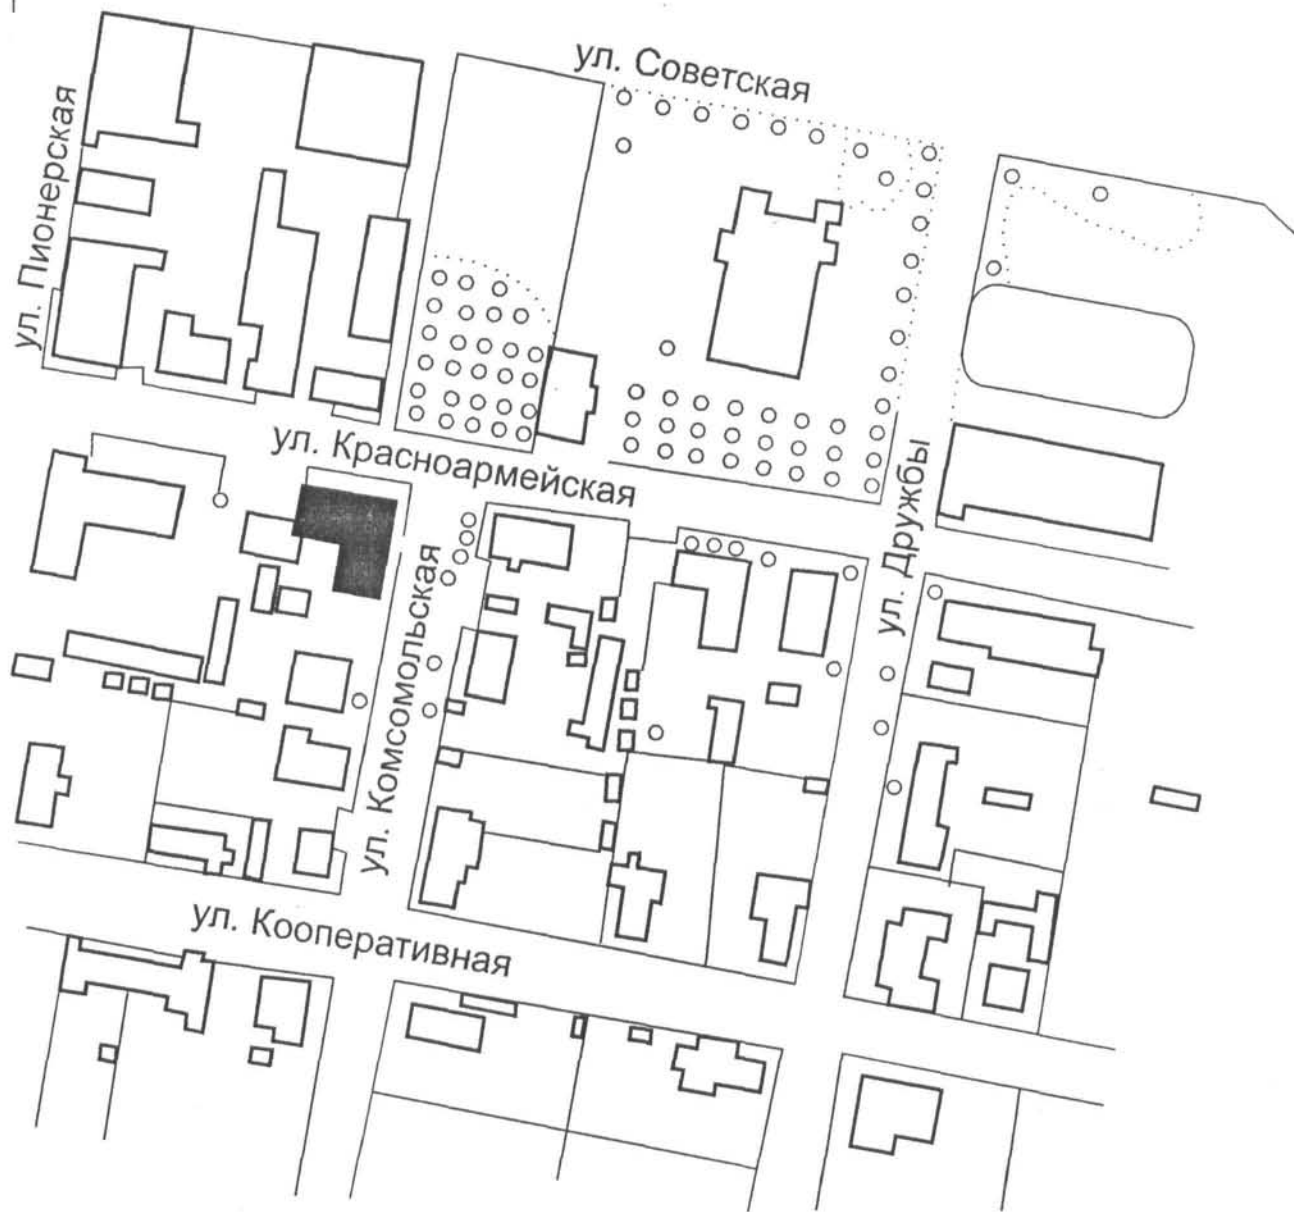 ул. Советская
ул. Пионерская
ул. Красноармейская
ул. Дружбы
ул. Комсомольская
ул. Кооперативная